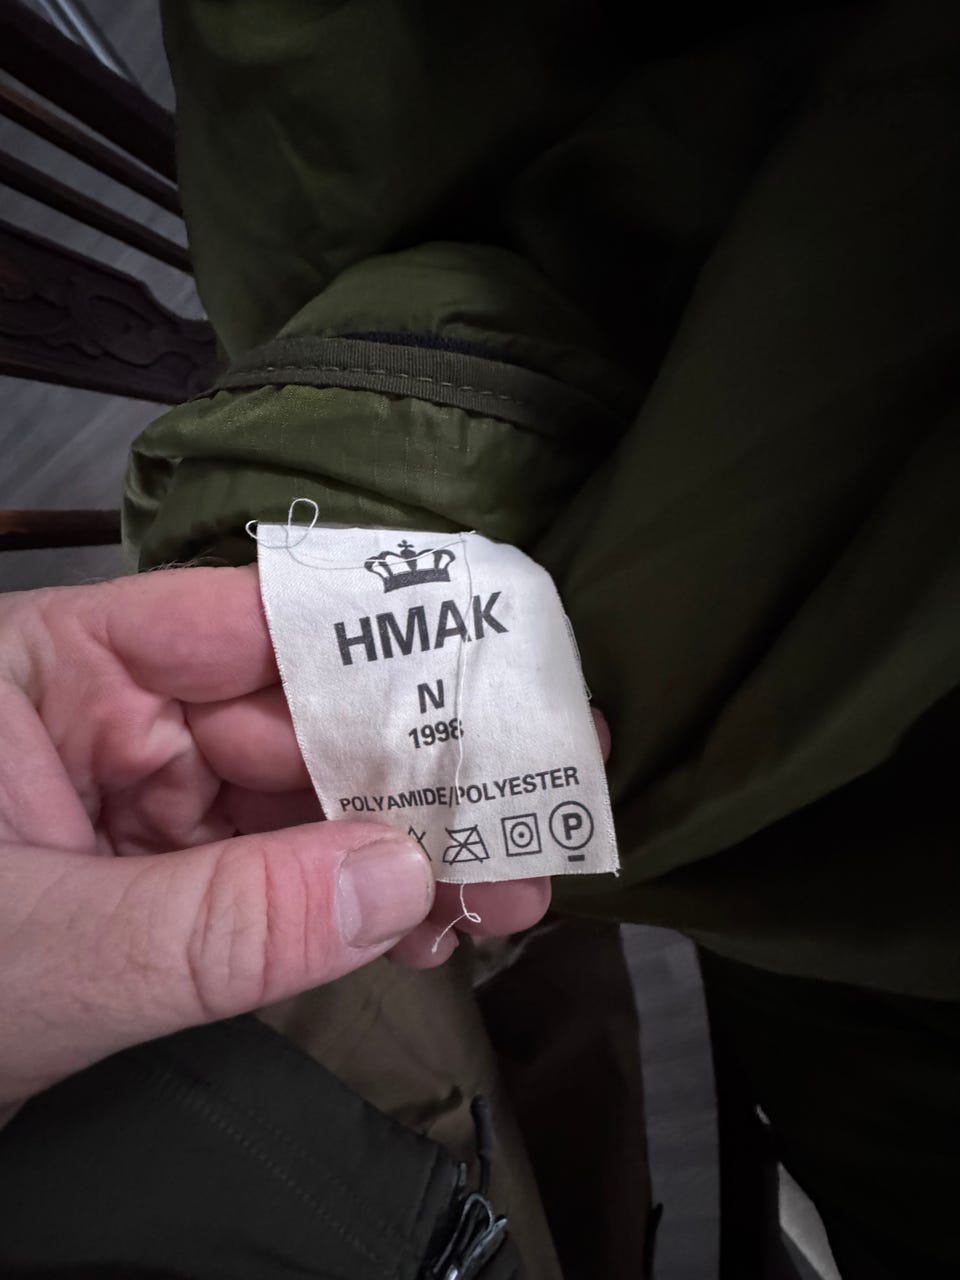 HMAK
N
1998
POLYAMIDE/POLYESTER
P